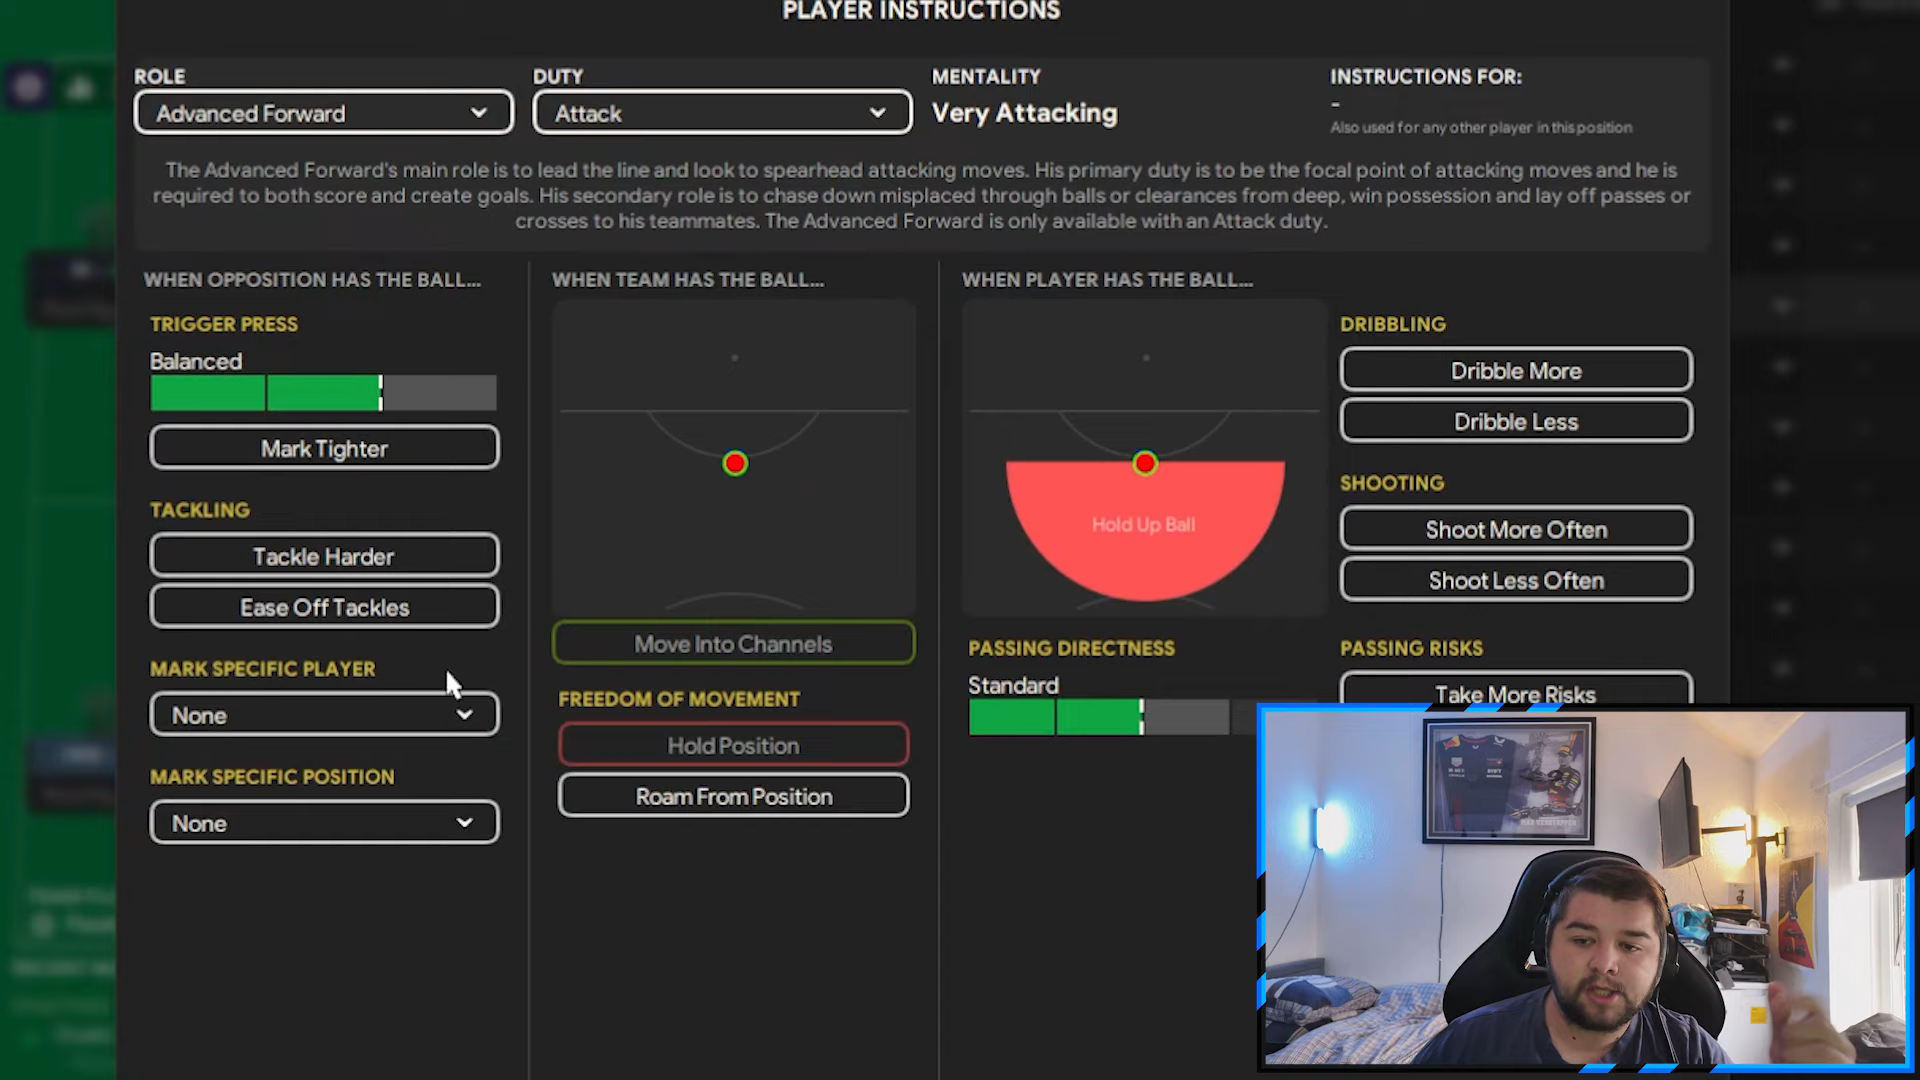 PLAYER INSTRUCTIONS
ROLE
DUTY
MENTALITY
INSTRUCTIONS FOR:
Advanced Forward
Attack
Very Attacking
-
Also used for any other player in this position
The Advanced Forward's main role is to lead the line and look to spearhead attacking moves. His primary duty is to be the focal point of attacking moves and he is
required to both score and create goals. His secondary role is to chase down misplaced through balls or clearances from deep, win possession and lay off passes or
crosses to his teammates. The Advanced Forward is only available with an Attack duty.
WHEN OPPOSITION HAS THE BALL...
TRIGGER PRESS
Balanced
Mark Tighter
TACKLING
Tackle Harder
Ease Off Tackles
MARK SPECIFIC PLAYER
None
MARK SPECIFIC POSITION
None
WHEN TEAM HAS THE BALL...
Move Into Channels
FREEDOM OF MOVEMENT
Hold Position
Roam From Position
WHEN PLAYER HAS THE BALL...
Hold Up Ball
PASSING DIRECTNESS
Standard
DRIBBLING
Dribble More
Dribble Less
SHOOTING
Shoot More Often
Shoot Less Often
PASSING RISKS
Take More Risks